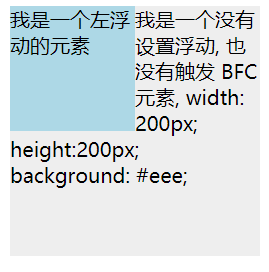 我是一个左浮
动的元素
我是一个没有
设置浮动, 也
没有触发 BFC
元素, width:
200px;
height:200px;
background: #eee;